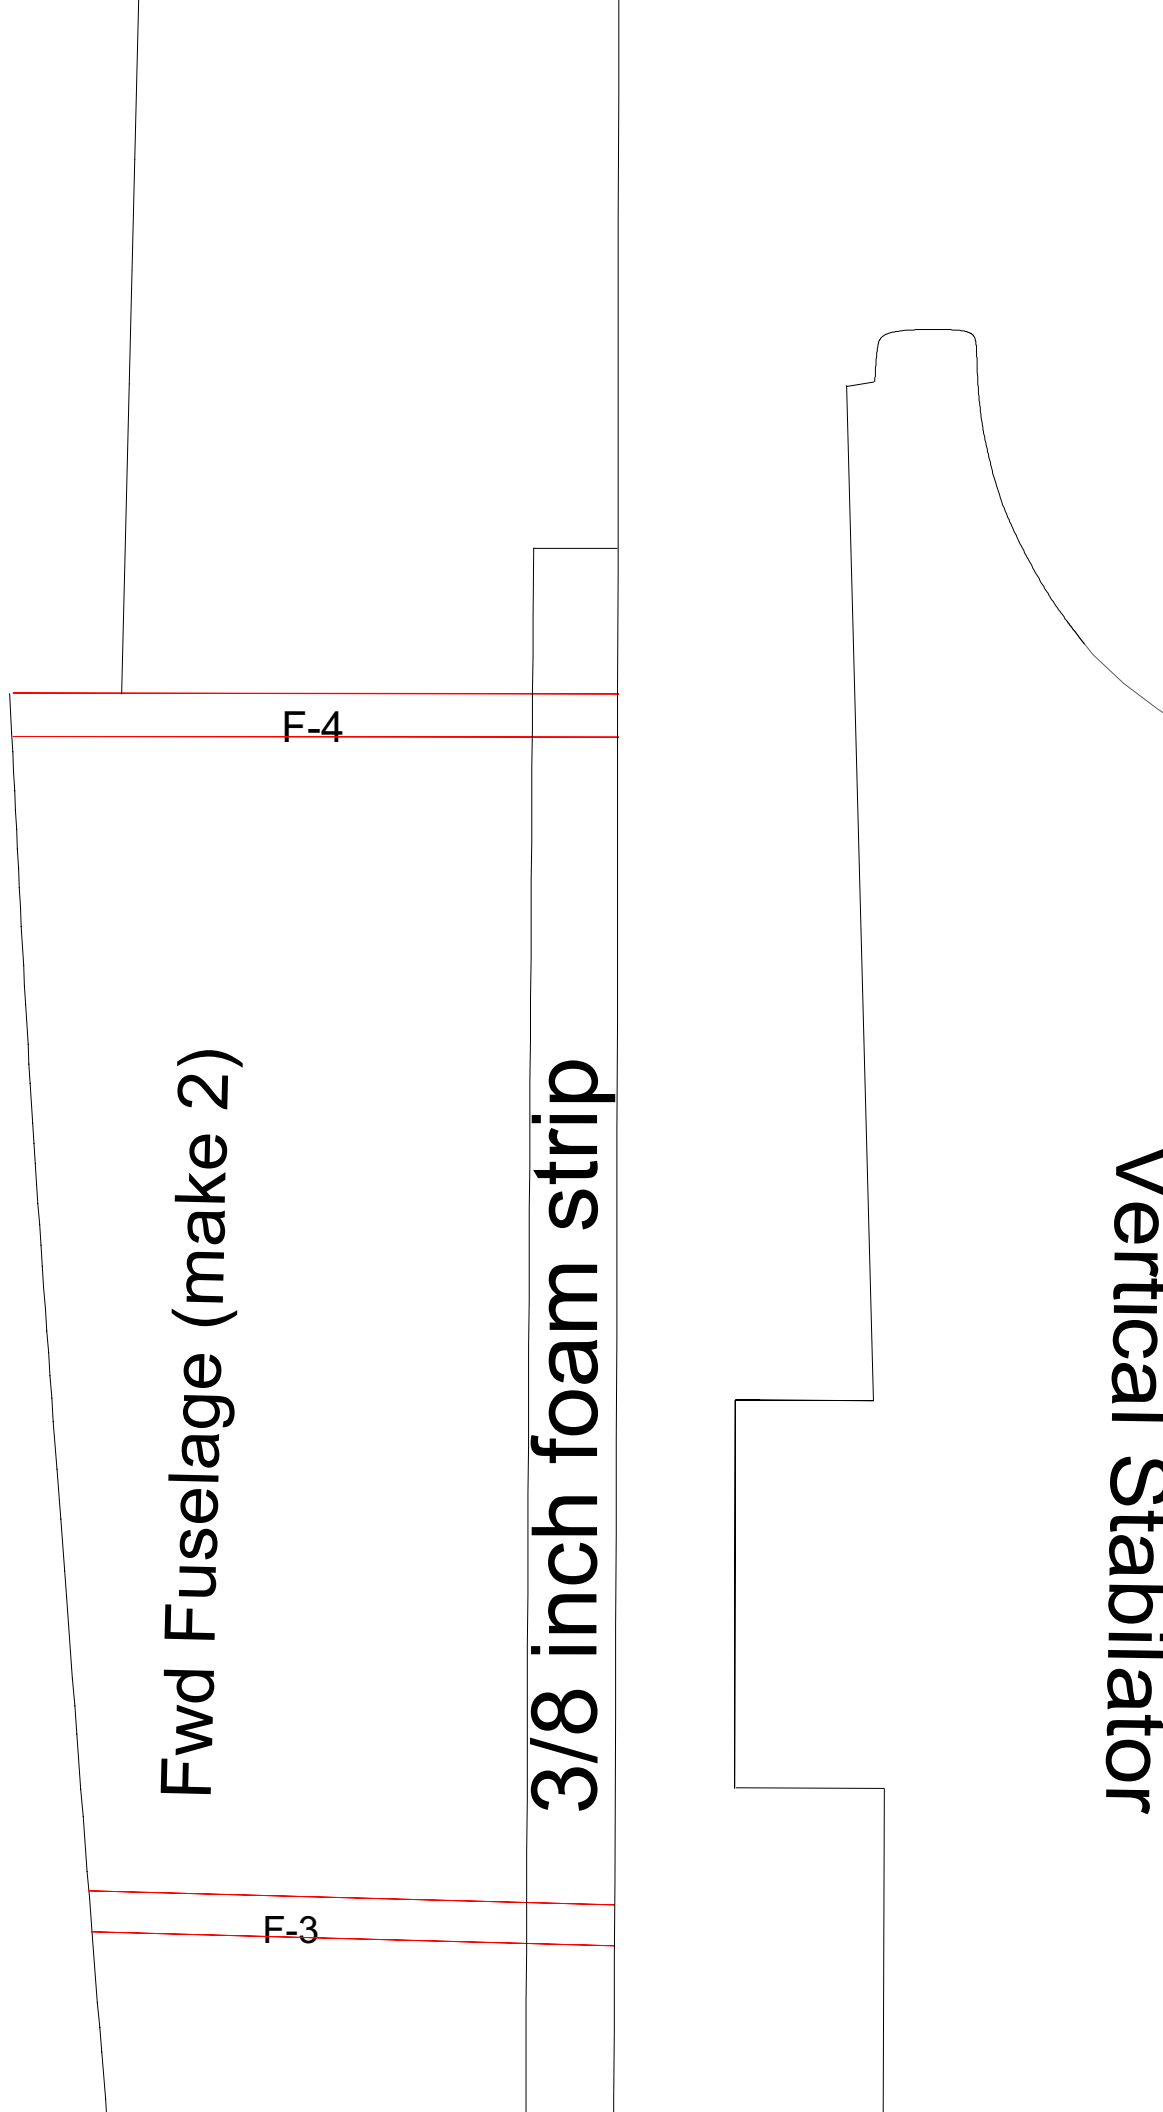 F-4
Fwd Fuselage (make 2)
3/8 inch foam strip
Vertical Stabilator
F-3